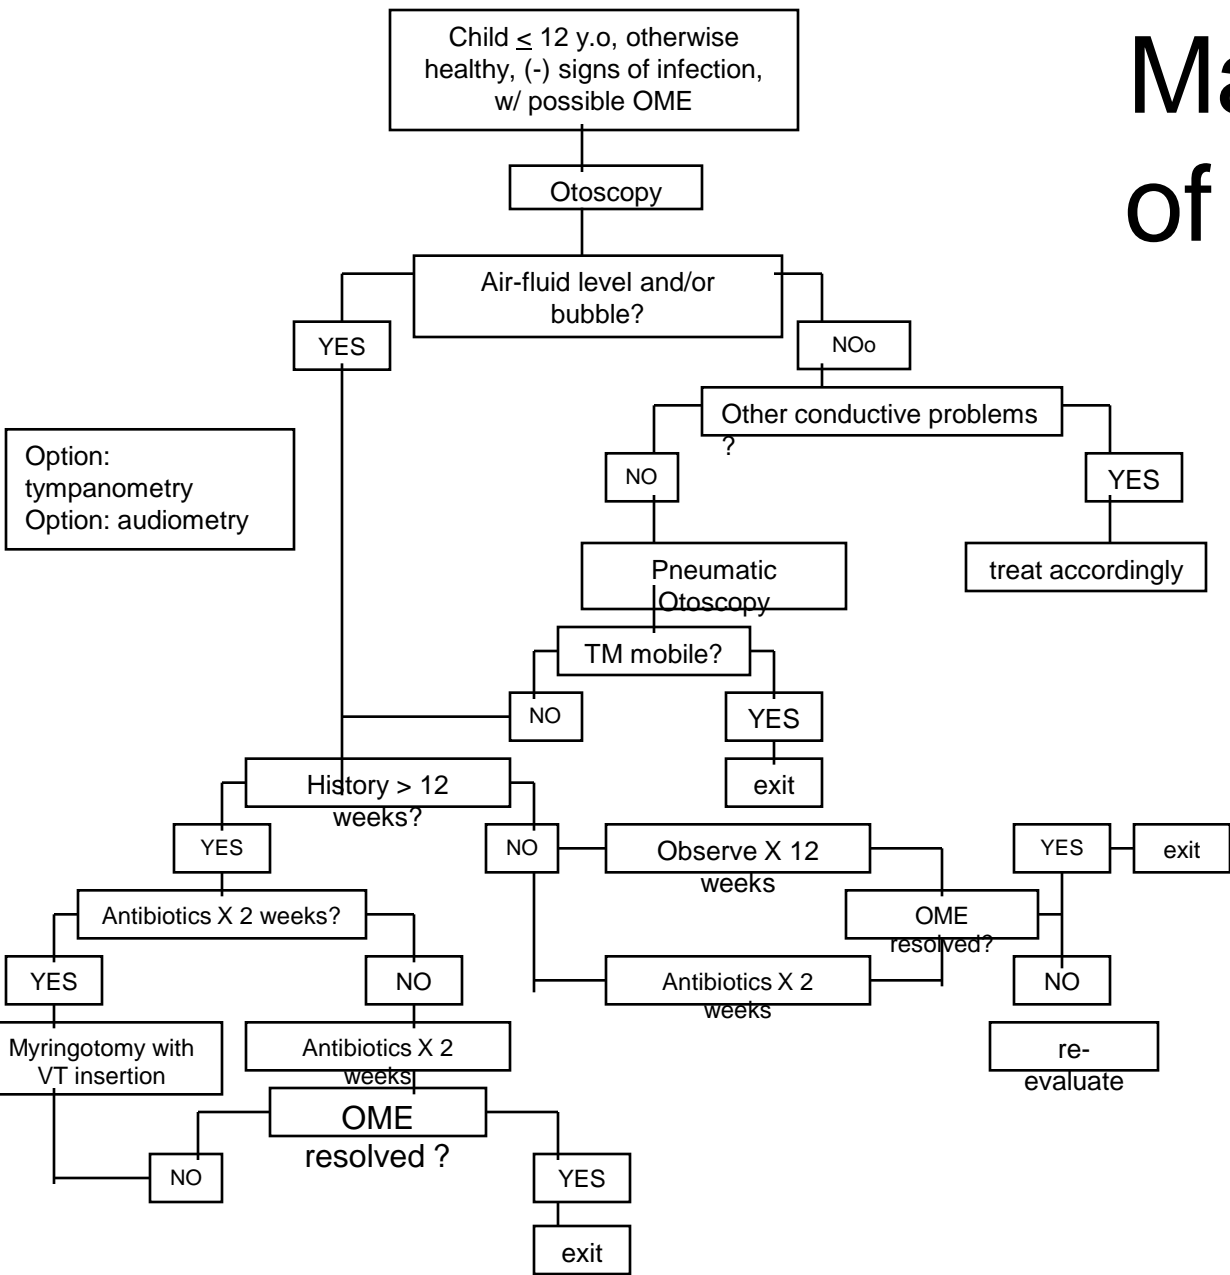 Child < 12 y.o, otherwise
healthy, (-) signs of infection,
w/ possible OME
Ma
of
Otoscopy
Air-fluid level and/or
bubble?
YES
NOo
Other conductive problems
?
Option:
tympanometry
Option: audiometry
NO
YES
Pneumatic
Otoscopy
treat accordingly
TM mobile?
NO
YES
exit
History > 12
weeks?
YES
NO
Observe X 12
weeks
YES
exit
Antibiotics X 2 weeks?
OME
resolved?
YES
NO
Antibiotics X 2
weeks
NO
Myringotomy with
VT insertion
Antibiotics X 2
weeks
re-
evaluate
OME
resolved ?
NO
YES
exit